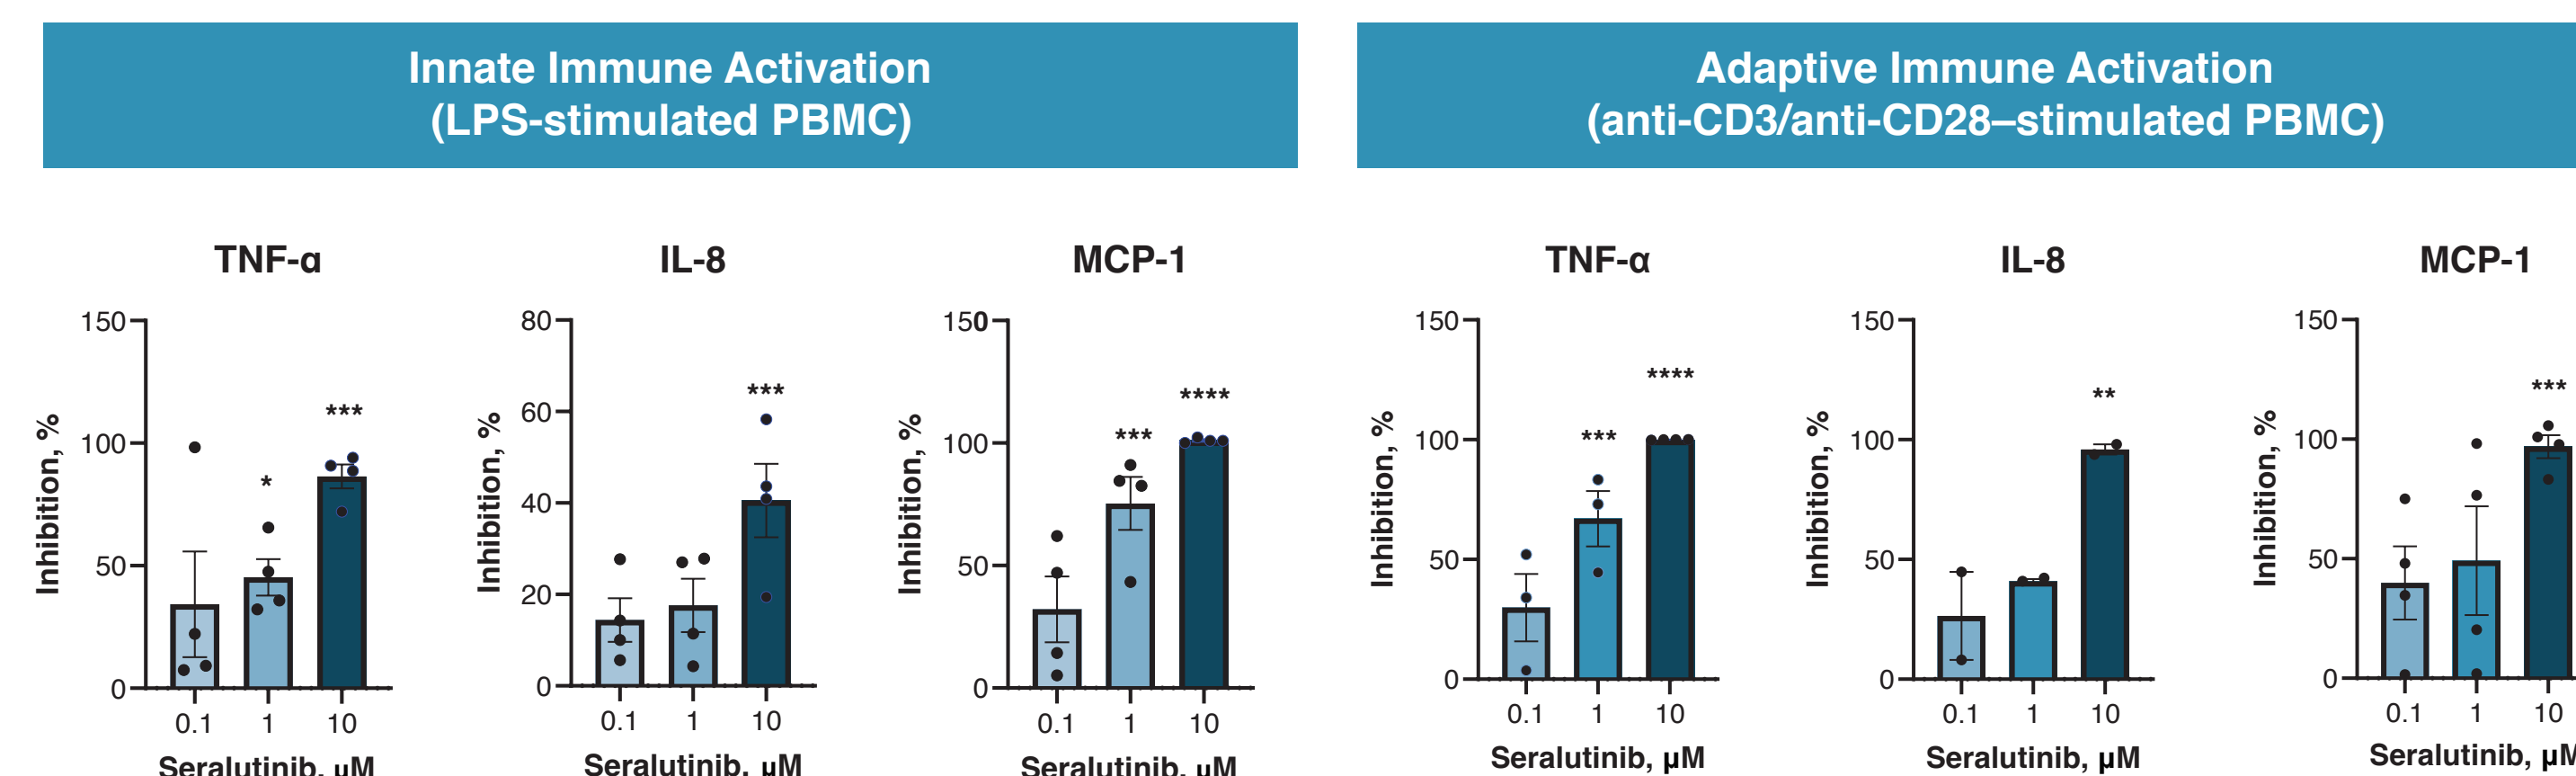 Innate Immune Activation
(LPS-stimulated PBMC)
Adaptive Immune Activation
(anti-CD3/anti-CD28–stimulated PBMC)
TNF-α
150
100
50
0
Inhibition, %
*
***
0.1 1 10
Seralutinib, µM
IL-8
80
60
40
20
0
Inhibition, %
***
0.1 1 10
Seralutinib, µM
MCP-1
150
100
50
0
Inhibition, %
***
****
0.1 1 10
Seralutinib, µM
TNF-α
150
100
50
0
Inhibition, %
***
****
0.1 1 10
Seralutinib, µM
IL-8
150
100
50
0
Inhibition, %
**
0.1 1 10
Seralutinib, µM
MCP-1
150
100
50
0
Inhibition, %
***
0.1 1 10
Seralutinib, µM